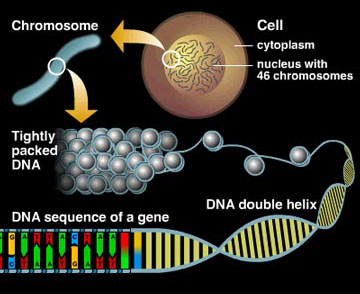 Chromosome
Cell
cytoplasm
nucleus with
46 chromosomes
Tightly
packed
DNA
DNA double helix
DNA sequence of a gene
G A T T A C T A A
C T A A T G A T T